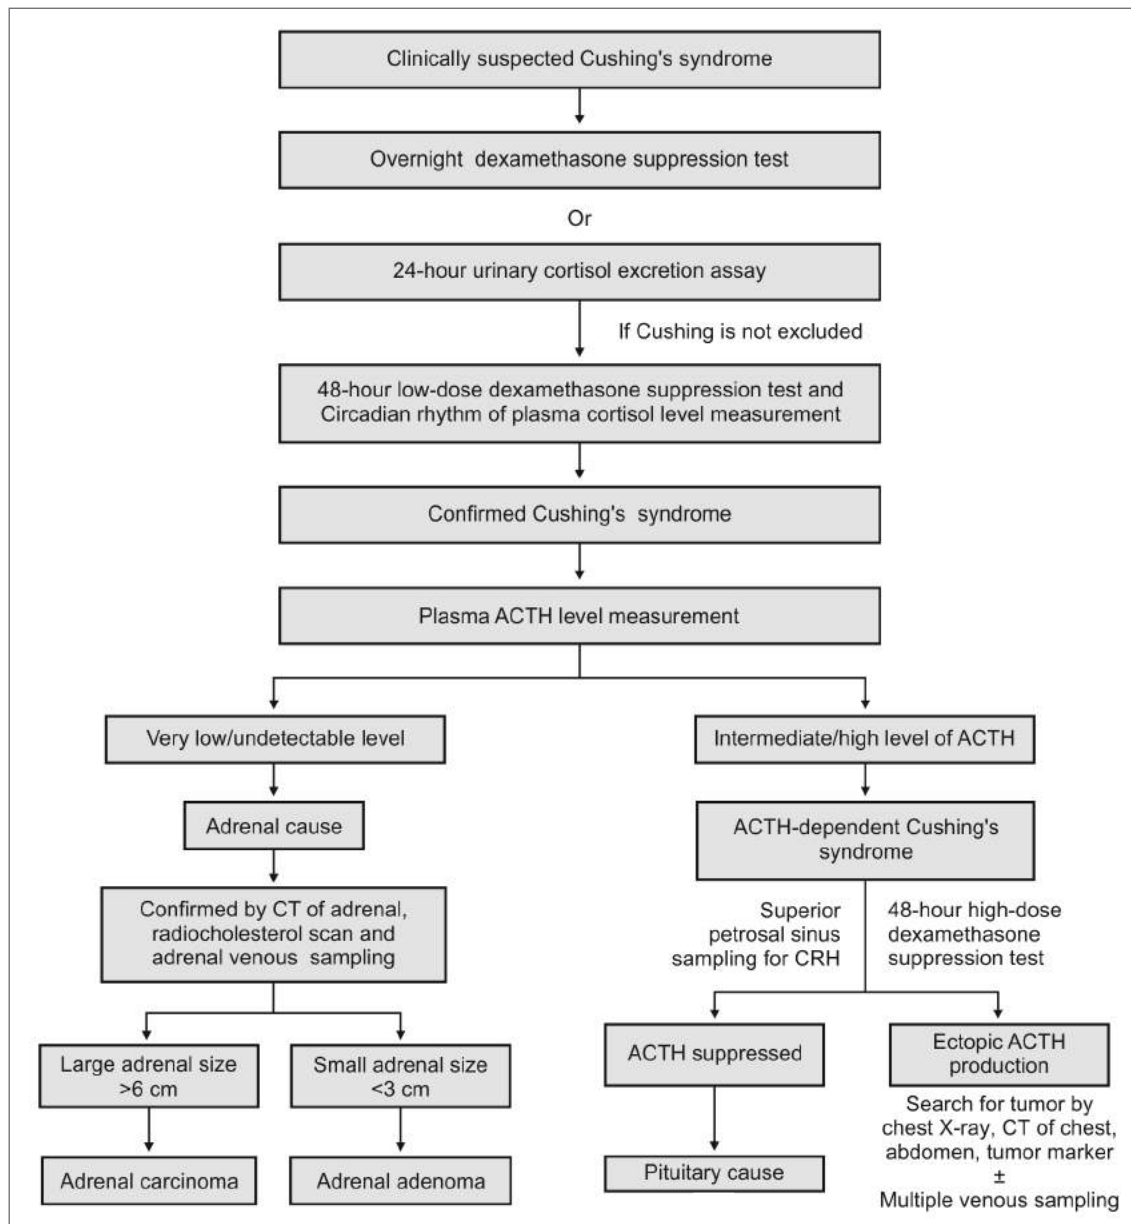 Clinically suspected Cushing's syndrome
Overnight dexamethasone suppression test
Or
24-hour urinary cortisol excretion assay
If Cushing is not excluded
48-hour low-dose dexamethasone suppression test and
Circadian rhythm of plasma cortisol level measurement
Confirmed Cushing's syndrome
Plasma ACTH level measurement
Very low/undetectable level
Adrenal cause
Confirmed by CT of adrenal,
radiocholesterol scan and
adrenal venous sampling
Large adrenal size
>6 cm
Small adrenal size
<3 cm
Adrenal carcinoma
Adrenal adenoma
Intermediate/high level of ACTH
ACTH-dependent Cushing's
syndrome
Superior
petrosal sinus
sampling for CRH
48-hour high-dose
dexamethasone
suppression test
ACTH suppressed
Pituitary cause
Ectopic ACTH
production
Search for tumor by
chest X-ray, CT of chest,
abdomen, tumor marker
±
Multiple venous sampling